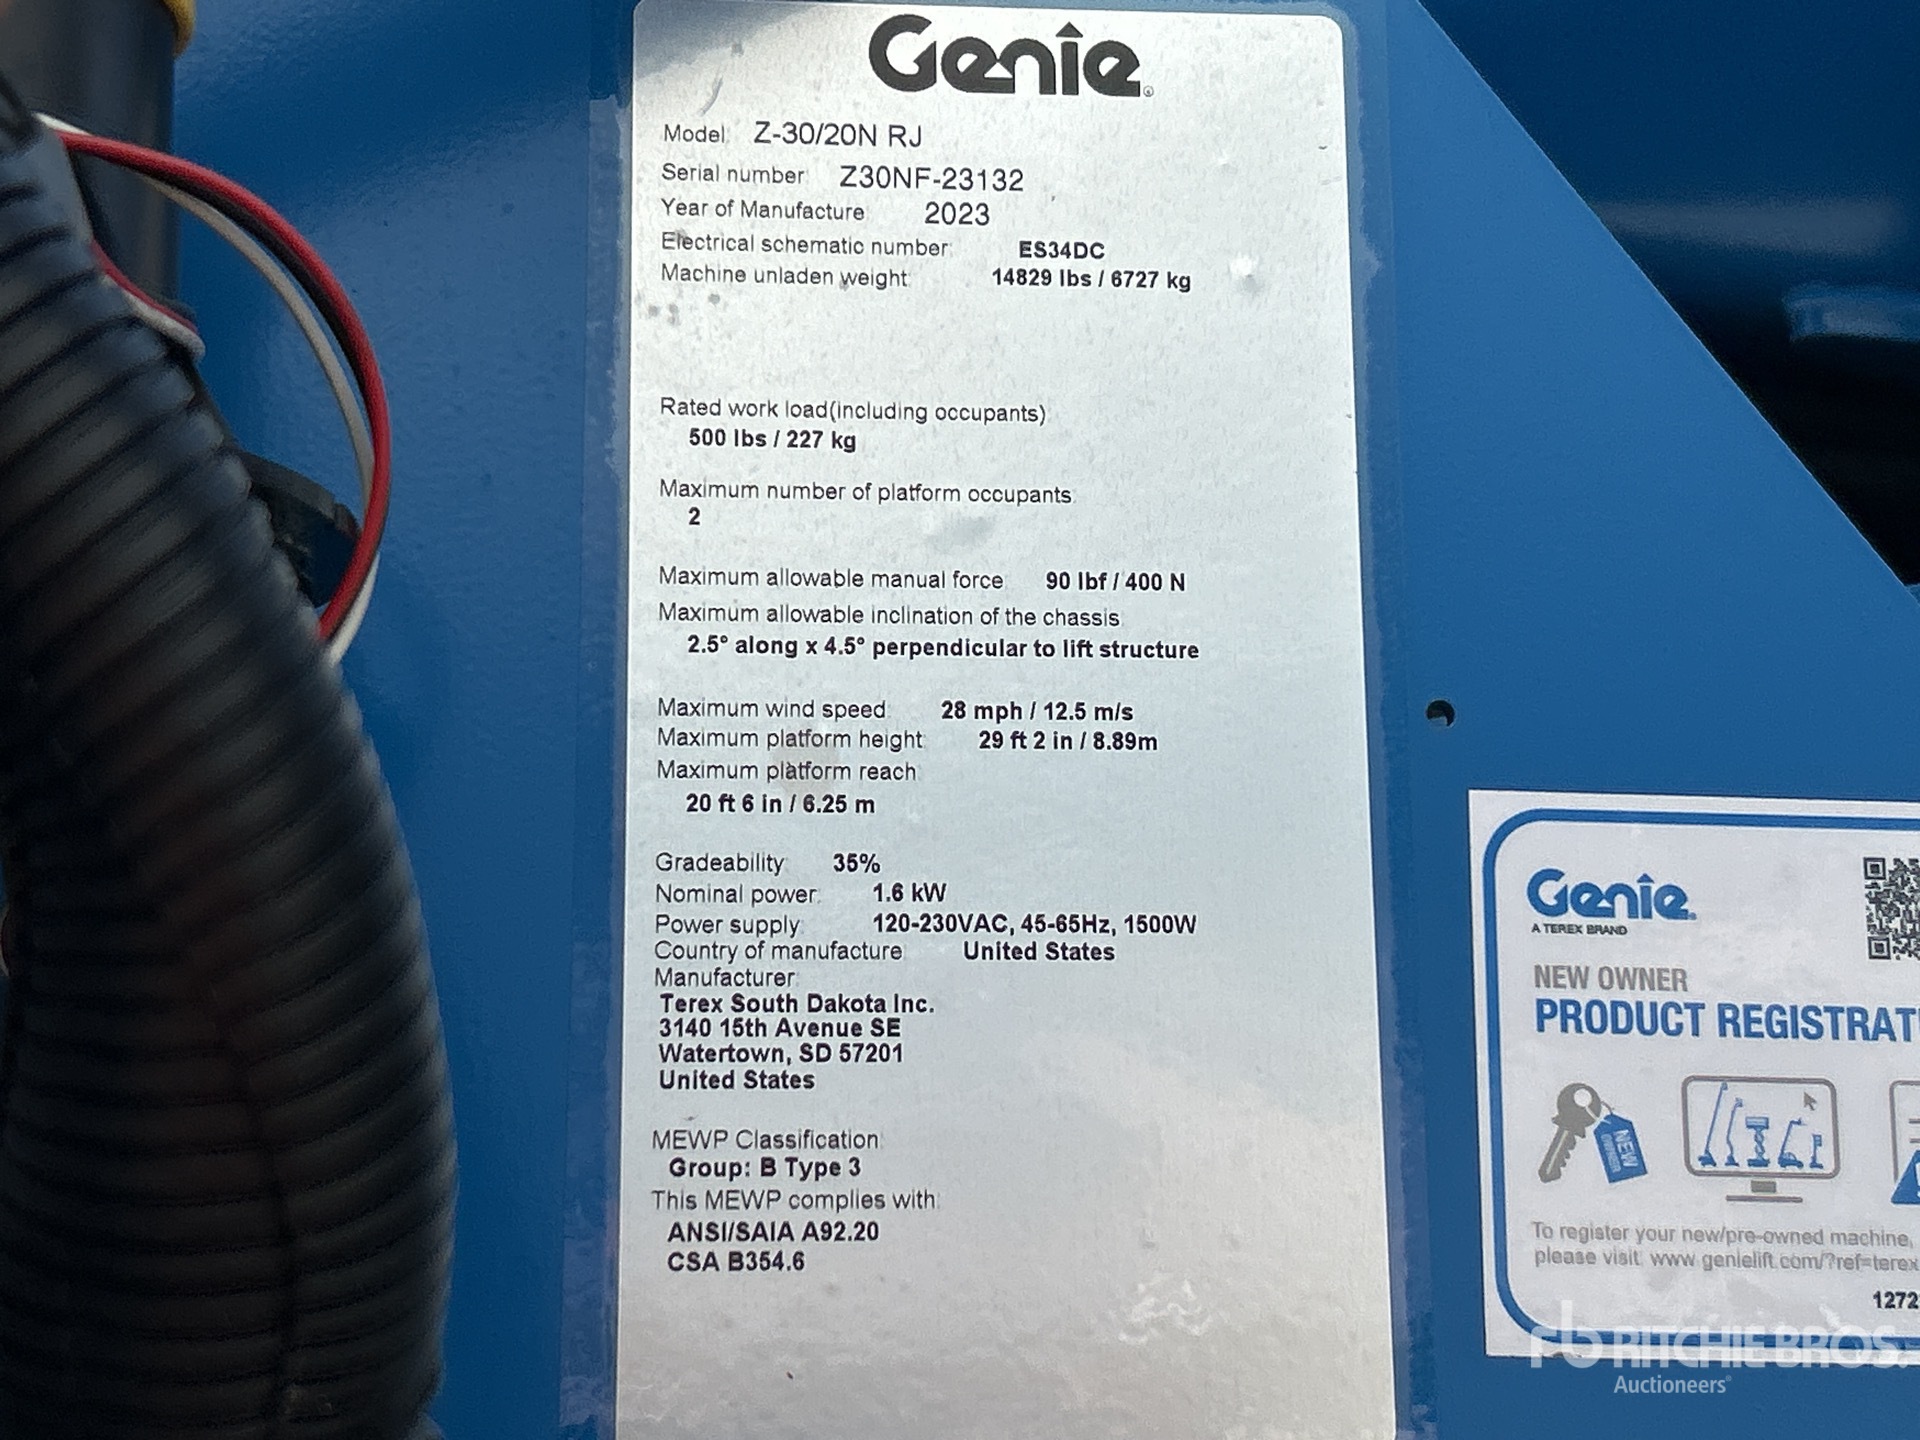 Genie
Model: Z-30/20N RJ
Serial number: Z30NF-23132
Year of Manufacture: 2023
Electrical schematic number: ES34DC
Machine unladen weight: 14829 lbs / 6727 kg
Rated work load(including occupants):
500 lbs / 227 kg
Maximum number of platform occupants:
2
Maximum allowable manual force: 90 lbf / 400 N
Maximum allowable inclination of the chassis:
2.5° along x 4.5° perpendicular to lift structure
Maximum wind speed: 28 mph / 12.5 m/s
Maximum platform height: 29 ft 2 in / 8.89m
Maximum platform reach:
20 ft 6 in / 6.25 m
Gradeability: 35%
Nominal power: 1.6 kW
Power supply: 120-230VAC, 45-65Hz, 1500W
Country of manufacture: United States
Manufacturer:
Terex South Dakota Inc.
3140 15th Avenue SE
Watertown, SD 57201
United States
MEWP Classification:
Group: B Type 3
This MEWP complies with:
ANSI/SAIA A92.20
CSA B354.6
Genie
A TEREX BRAND
NEW OWNER
PRODUCT REGISTRAT
NEW
To register your new/pre-owned machine,
please visit: www.genielift.com/?ref=terex
1272
rb RITCHIE BROS.
Auctioneers®